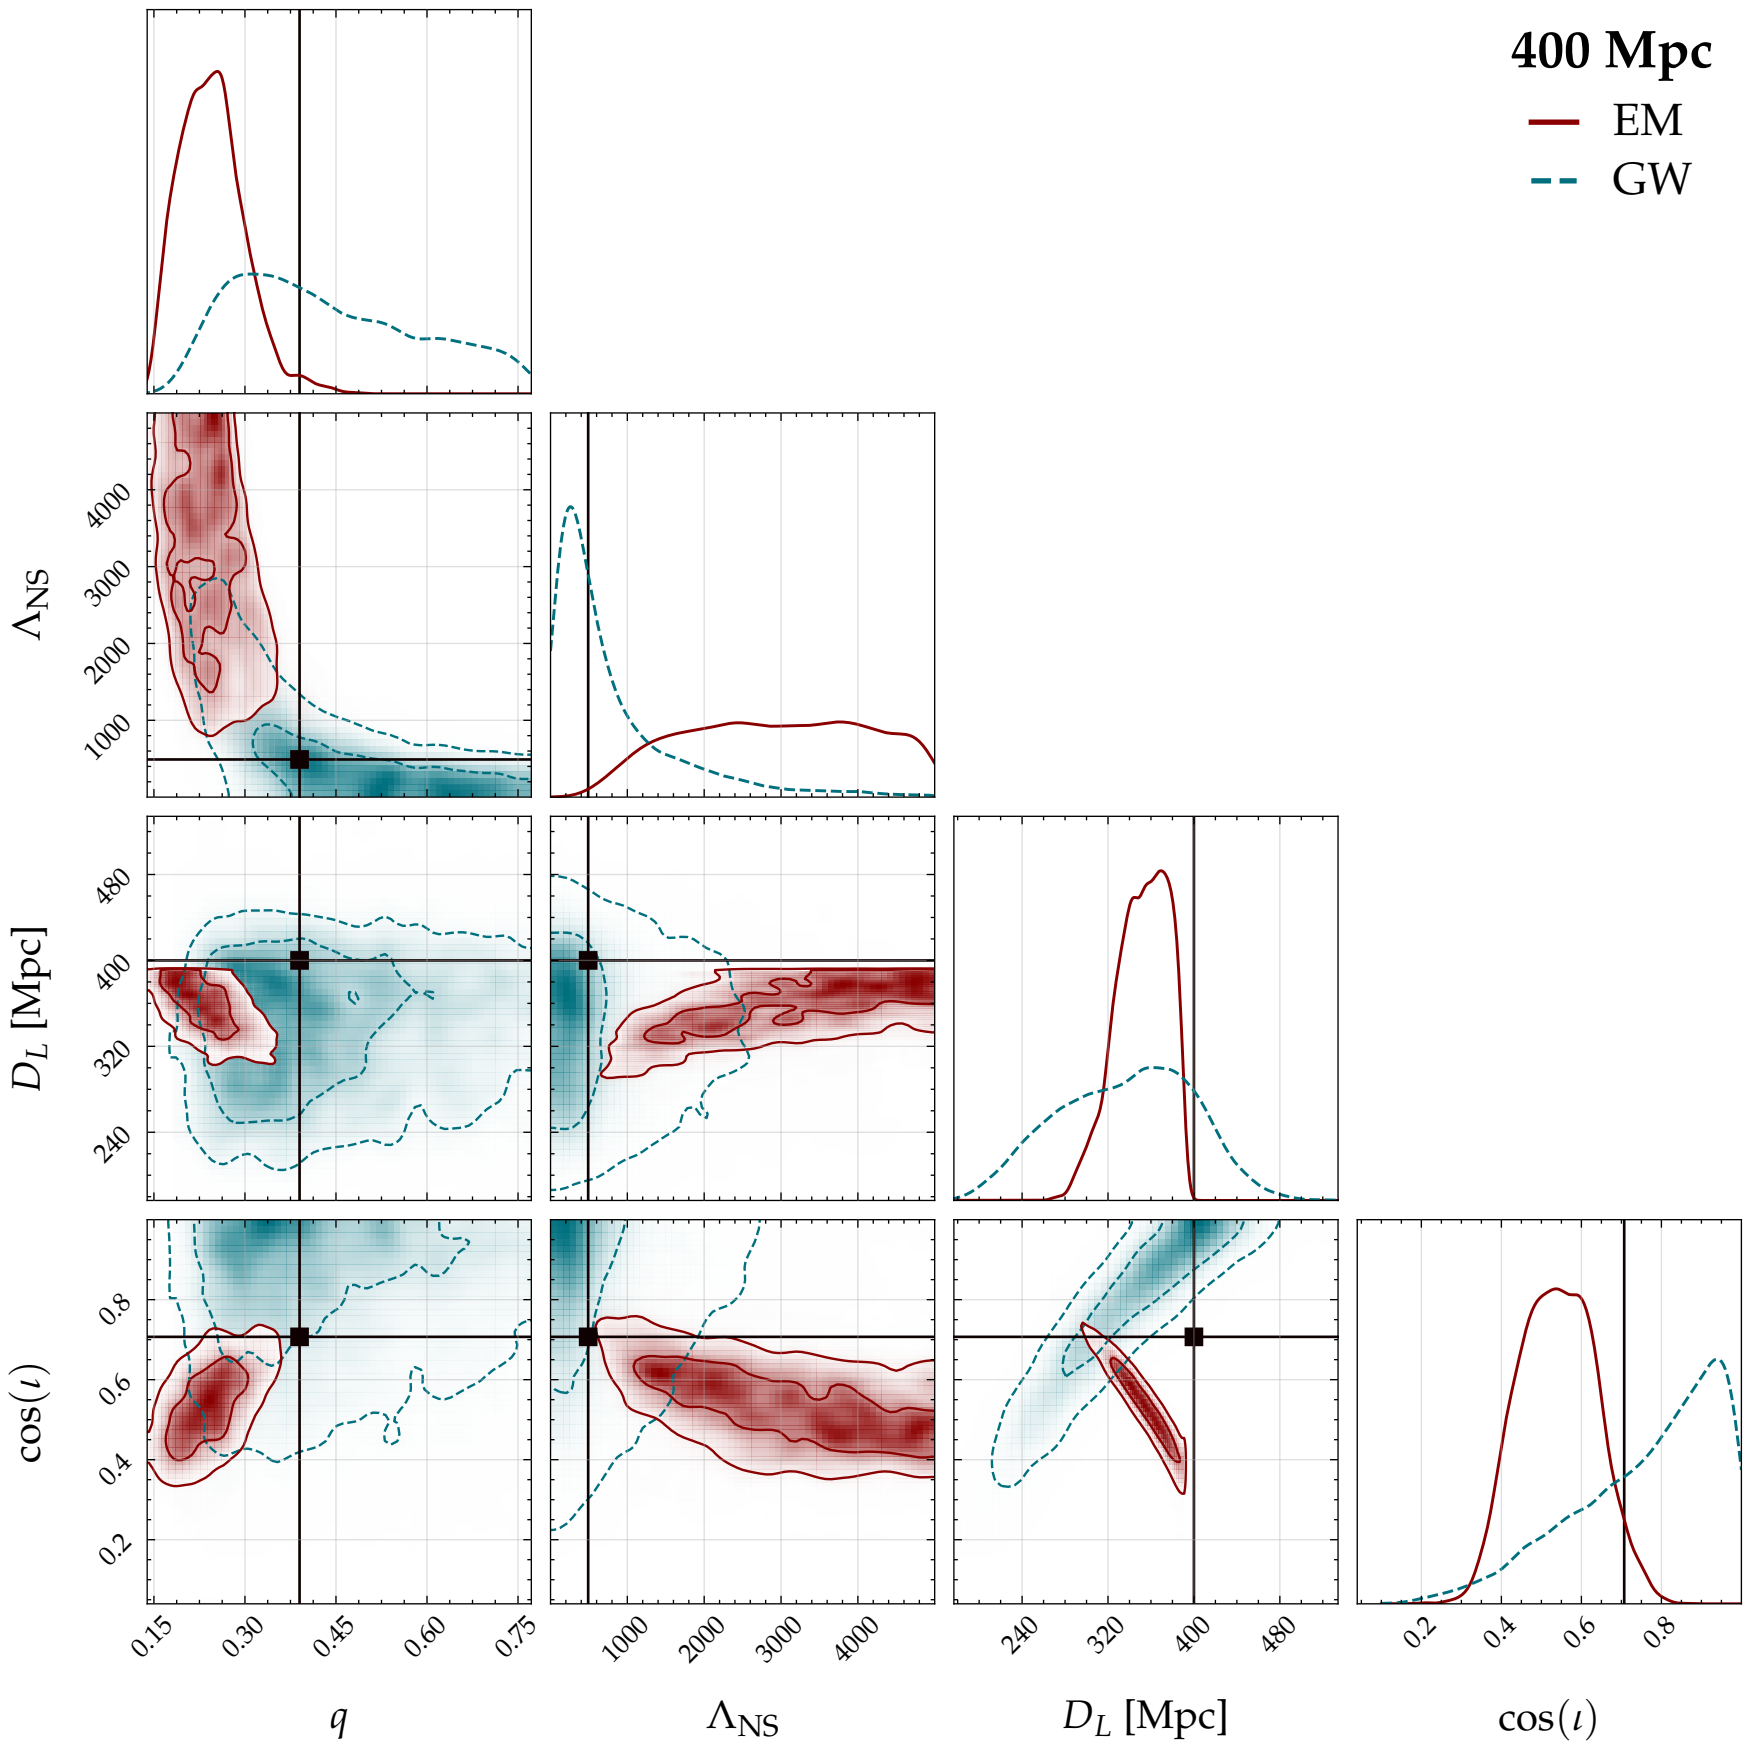 400 Mpc
EM
GW
Λ_NS
4000
3000
2000
1000
D_L [Mpc]
480
400
320
240
cos(ι)
0.8
0.6
0.4
0.2
0.15 0.30 0.45 0.60 0.75
1000 2000 3000 4000
240 320 400 480
0.2 0.4 0.6 0.8
q
Λ_NS
D_L [Mpc]
cos(ι)